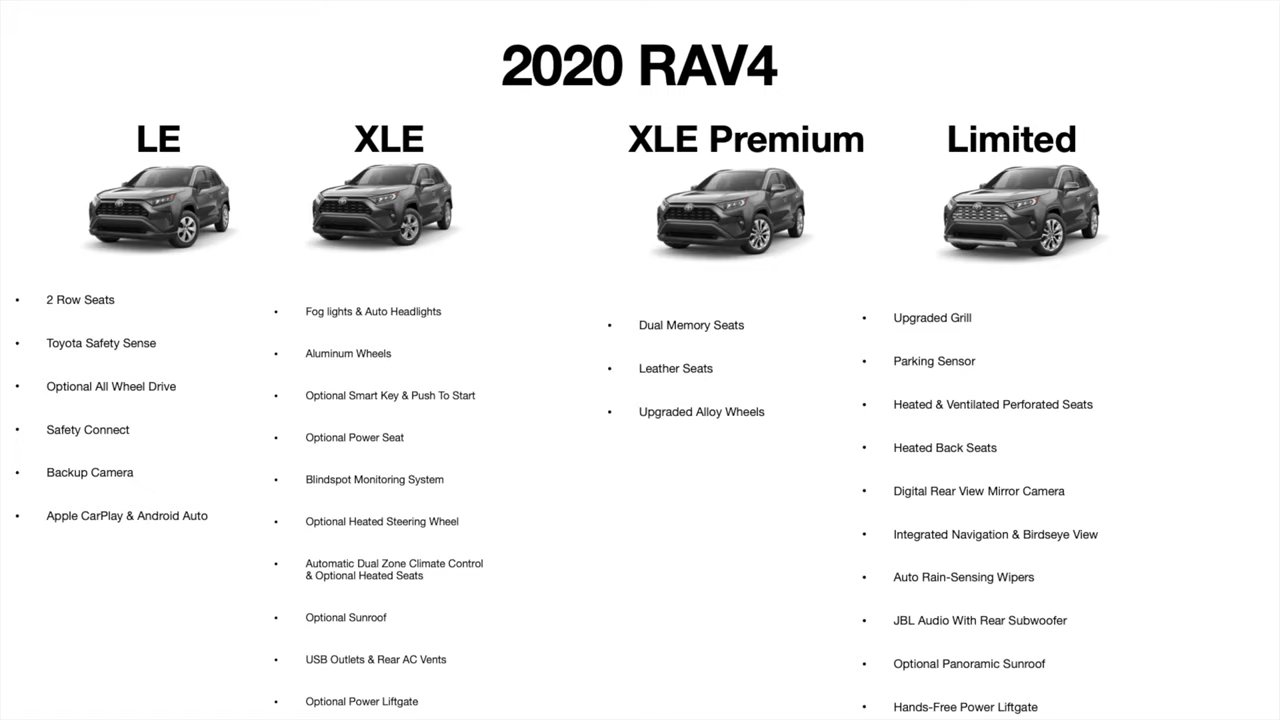 2020 RAV4
LE
XLE
XLE Premium
Limited
• 2 Row Seats
• Toyota Safety Sense
• Optional All Wheel Drive
• Safety Connect
• Backup Camera
• Apple CarPlay & Android Auto
• Fog lights & Auto Headlights
• Aluminum Wheels
• Optional Smart Key & Push To Start
• Optional Power Seat
• Blindspot Monitoring System
• Optional Heated Steering Wheel
• Automatic Dual Zone Climate Control
& Optional Heated Seats
• Optional Sunroof
• USB Outlets & Rear AC Vents
• Optional Power Liftgate
• Dual Memory Seats
• Leather Seats
• Upgraded Alloy Wheels
• Upgraded Grill
• Parking Sensor
• Heated & Ventilated Perforated Seats
• Heated Back Seats
• Digital Rear View Mirror Camera
• Integrated Navigation & Birdseye View
• Auto Rain-Sensing Wipers
• JBL Audio With Rear Subwoofer
• Optional Panoramic Sunroof
• Hands-Free Power Liftgate